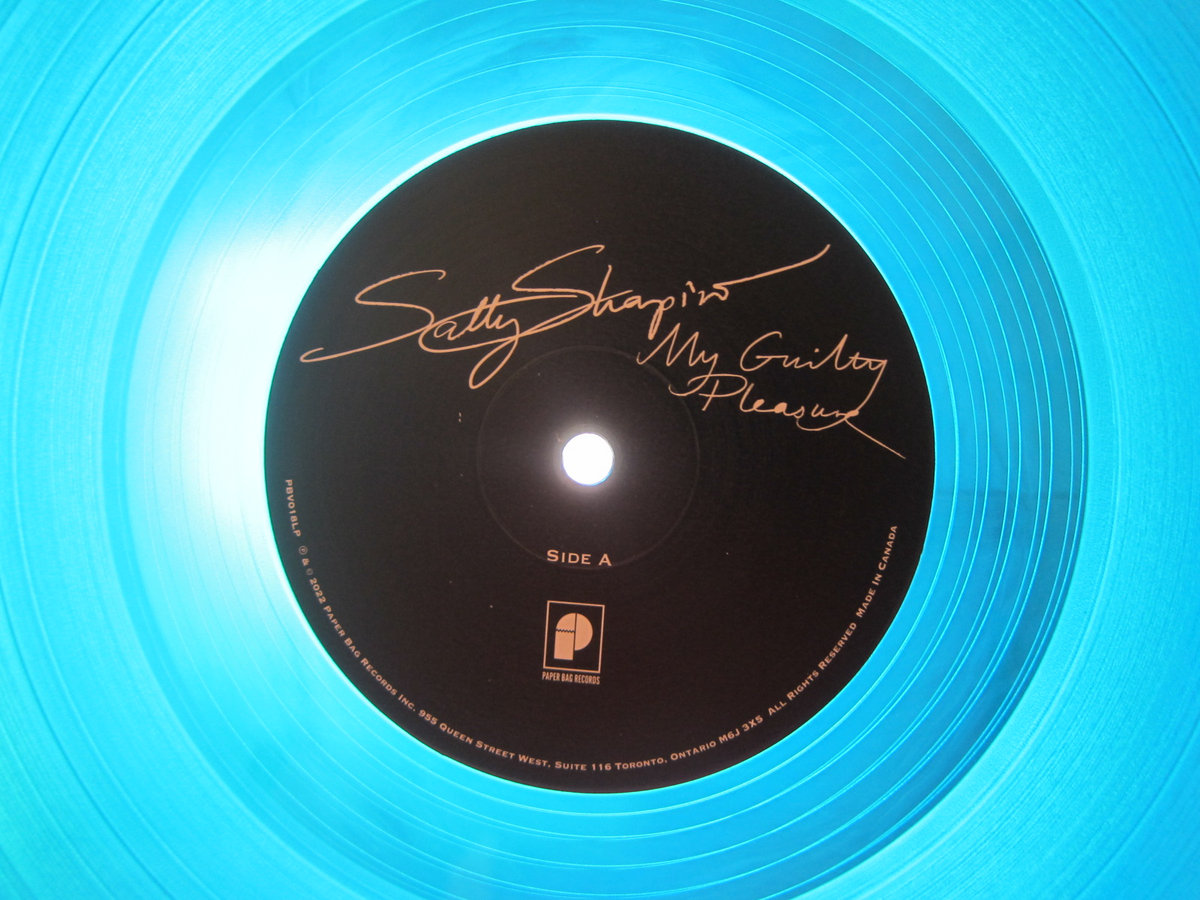 Sally Shapiro
My Guilty
Pleasure
SIDE A
PAPER BAG RECORDS
PBV018LP ℗ & © 2022 PAPER BAG RECORDS INC. 955 QUEEN STREET WEST, SUITE 116 TORONTO, ONTARIO M6J 3X5 ALL RIGHTS RESERVED MADE IN CANADA